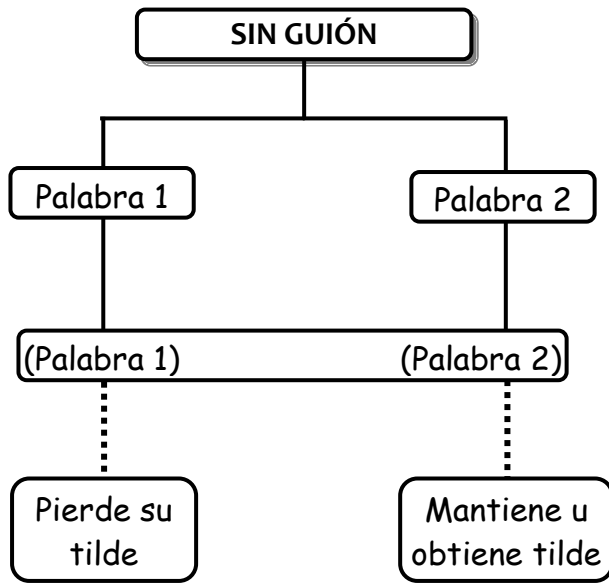 SIN GUIÓN
Palabra 1
Palabra 2
(Palabra 1)
(Palabra 2)
Pierde su
tilde
Mantiene u
obtiene tilde